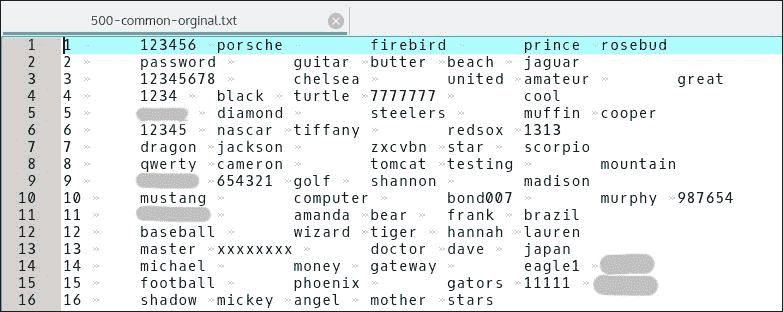 500-common-orginal.txt
1 1 123456 porsche firebird prince rosebud
2 2 password guitar butter beach jaguar
3 3 12345678 chelsea united amateur great
4 4 1234 black turtle 7777777 cool
5 5 diamond steelers muffin cooper
6 6 12345 nascar tiffany redsox 1313
7 7 dragon jackson zxcvbn star scorpio
8 8 qwerty cameron tomcat testing mountain
9 9 654321 golf shannon madison
10 10 mustang computer bond007 murphy 987654
11 11 amanda bear frank brazil
12 12 baseball wizard tiger hannah lauren
13 13 master xxxxxxxx doctor dave japan
14 14 michael money gateway eagle1
15 15 football phoenix gators 11111
16 16 shadow mickey angel mother stars